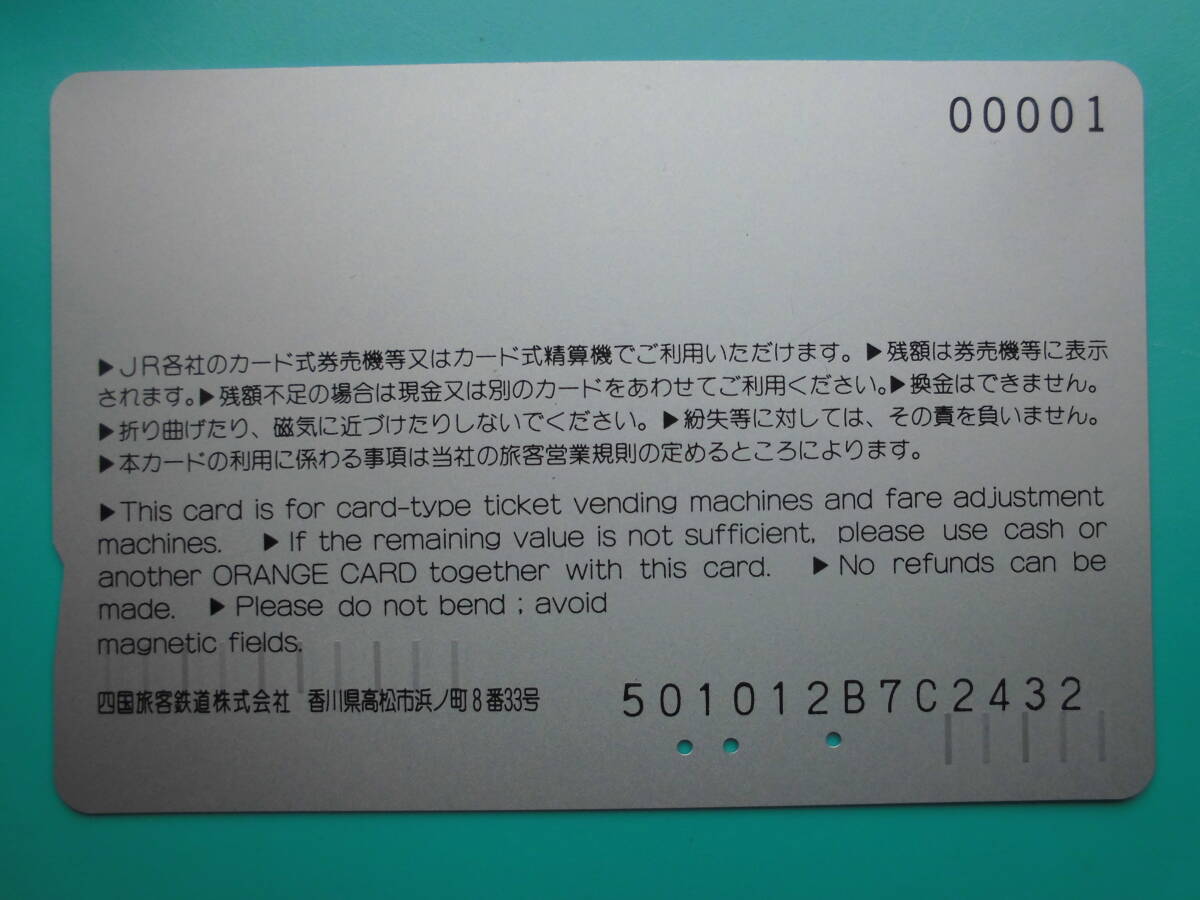 00001
▶JR各社のカード式券売機等又はカード式精算機でご利用いただけます。▶残額は券売機等に表示
されます。▶残額不足の場合は現金又は別のカードをあわせてご利用ください。▶換金はできません。
▶折り曲げたり、磁気に近づけたりしないでください。▶紛失等に対しては、その責を負いません。
▶本カードの利用に係わる事項は当社の旅客営業規則の定めるところによります。
▶This card is for card-type ticket vending machines and fare adjustment
machines. ▶If the remaining value is not sufficient, please use cash or
another ORANGE CARD together with this card. ▶No refunds can be
made. ▶Please do not bend ; avoid
magnetic fields.
四国旅客鉄道株式会社 香川県高松市浜ノ町8番33号
501012B7C2432